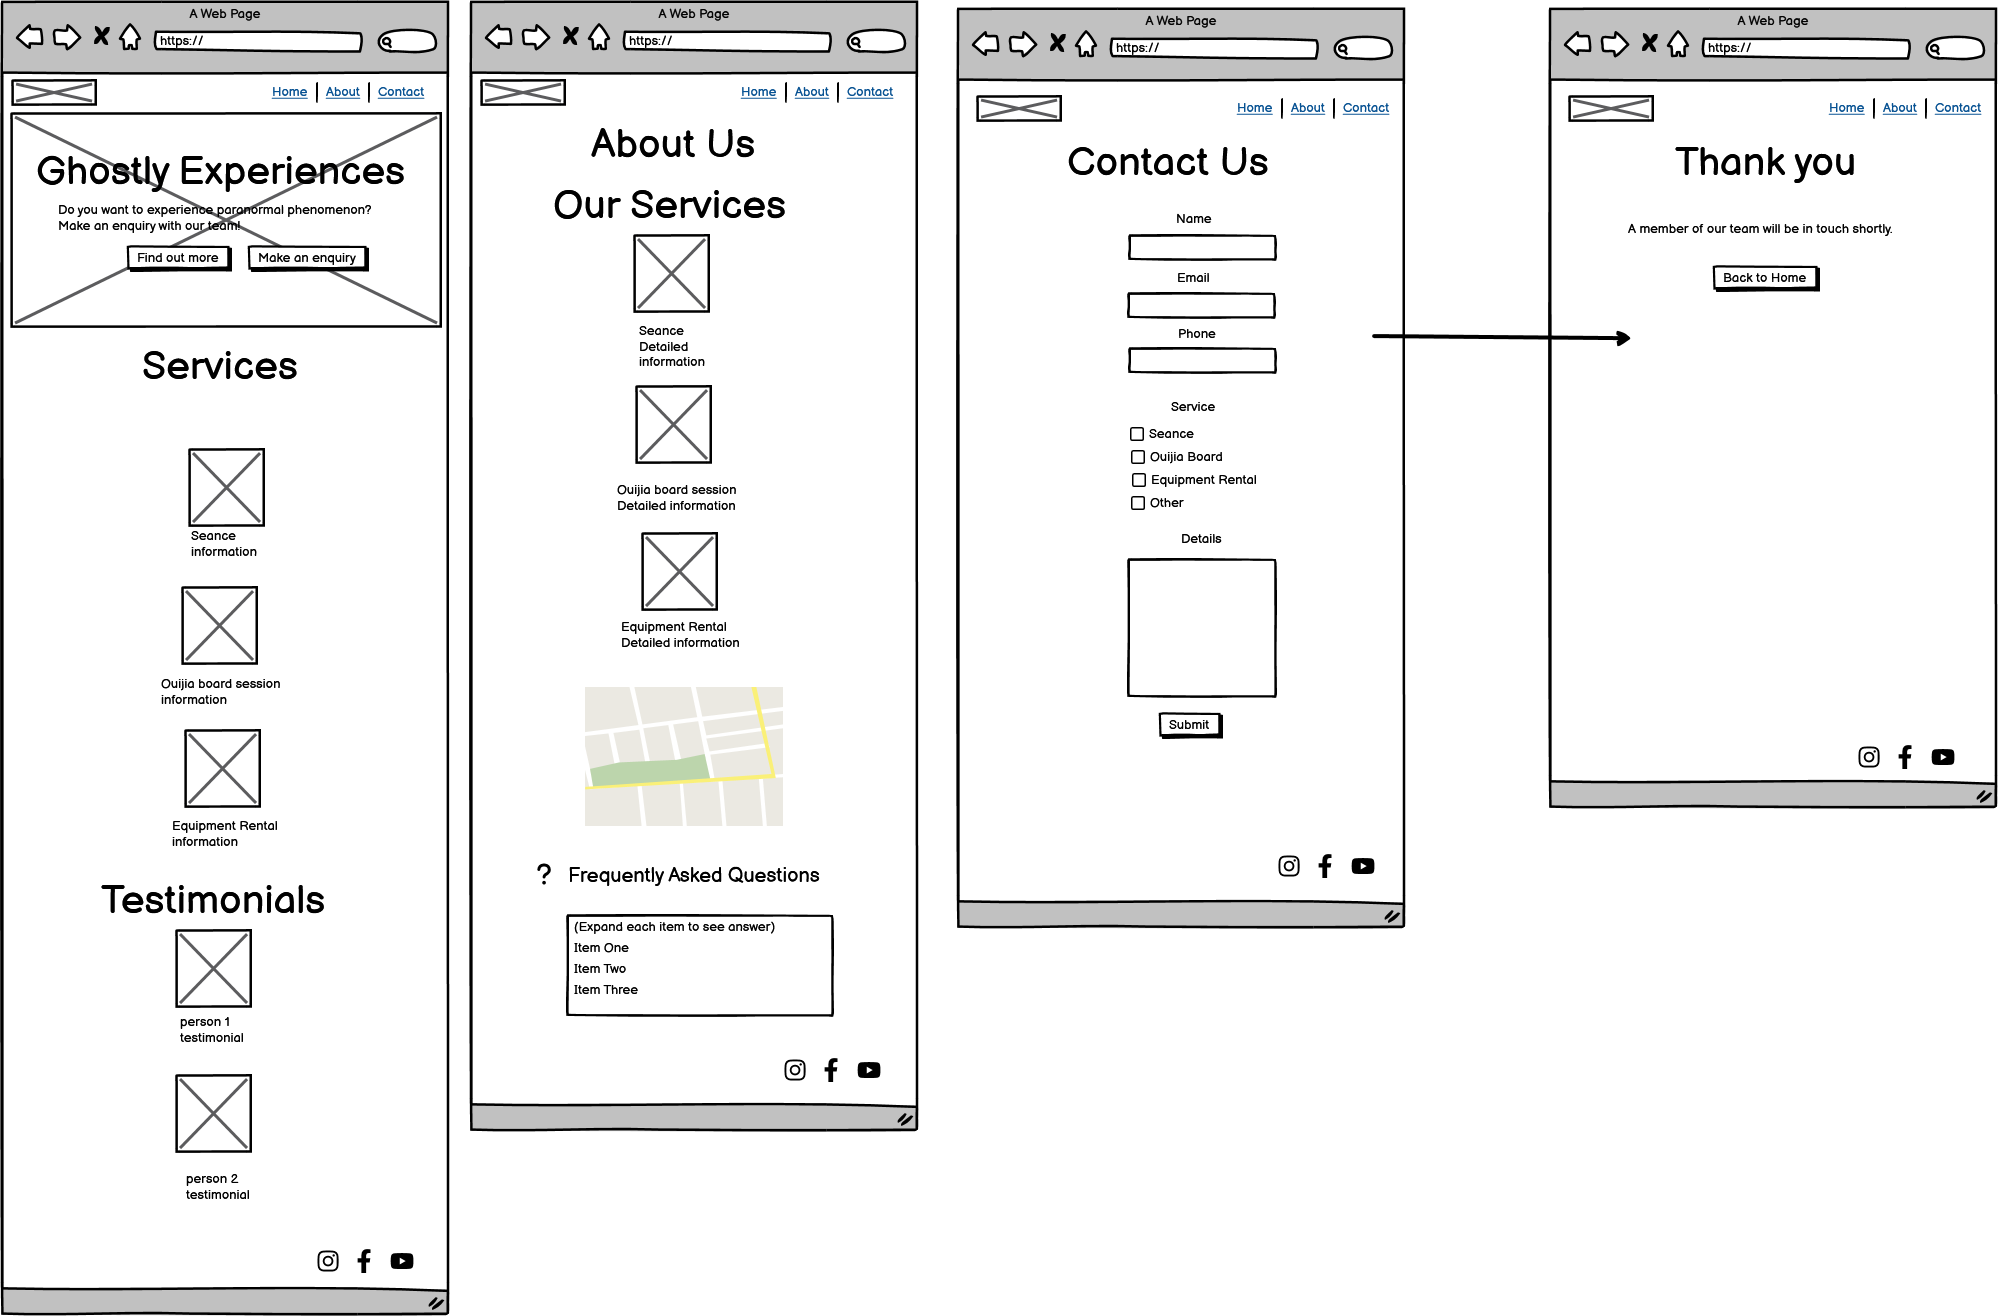 A Web Page
https://
Home
About
Contact
Ghostly Experiences
Do you want to experience paranormal phenomenon?
Make an enquiry with our team!
Find out more
Make an enquiry
Services
Seance
information
Ouijia board session
information
Equipment Rental
information
Testimonials
person 1
testimonial
person 2
testimonial
A Web Page
https://
Home
About
Contact
About Us
Our Services
Seance
Detailed
information
Ouijia board session
Detailed information
Equipment Rental
Detailed information
? Frequently Asked Questions
(Expand each item to see answer)
Item One
Item Two
Item Three
A Web Page
https://
Home
About
Contact
Contact Us
Name
Email
Phone
Service
Seance
Ouijia Board
Equipment Rental
Other
Details
Submit
A Web Page
https://
Home
About
Contact
Thank you
A member of our team will be in touch shortly.
Back to Home